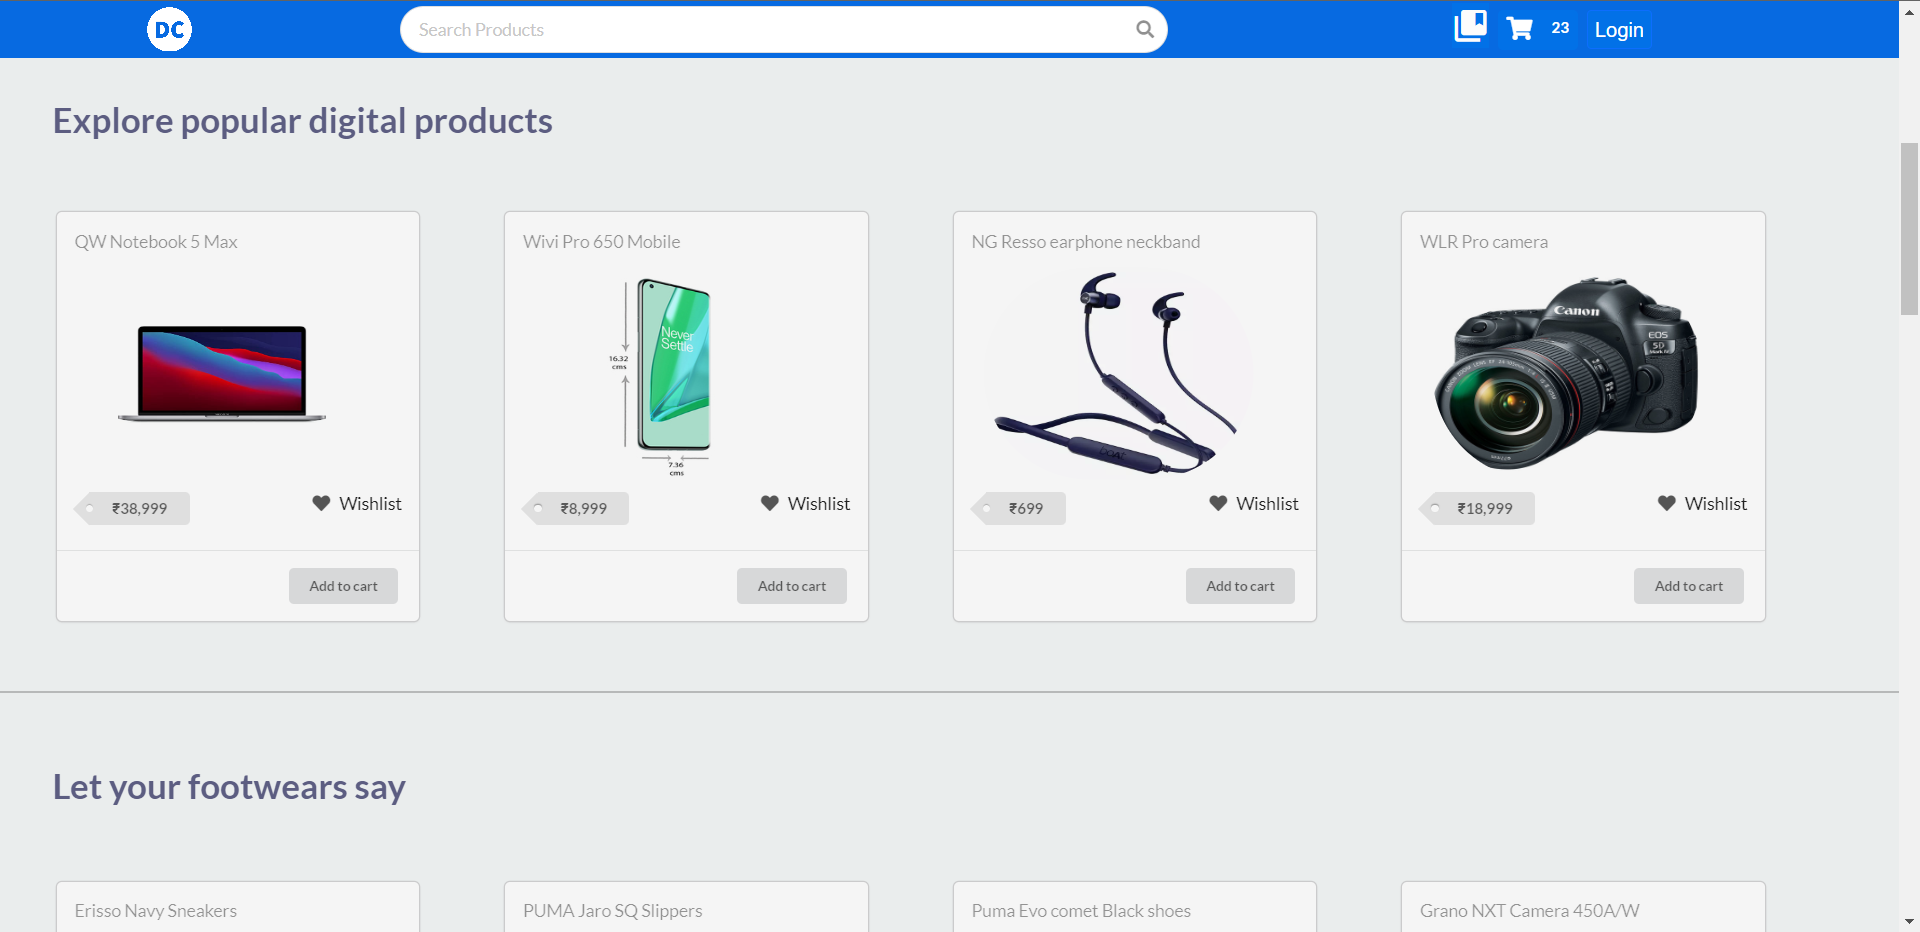 DC
Search Products
23
Login
Explore popular digital products
QW Notebook 5 Max
Wivi Pro 650 Mobile
NG Resso earphone neckband
WLR Pro camera
Never
Settle
16.32
cms
7.36
cms
Canon
EOS
5D
₹38,999
Wishlist
₹8,999
Wishlist
₹699
Wishlist
₹18,999
Wishlist
Add to cart
Add to cart
Add to cart
Add to cart
Let your footwears say
Erisso Navy Sneakers
PUMA Jaro SQ Slippers
Puma Evo comet Black shoes
Grano NXT Camera 450A/W